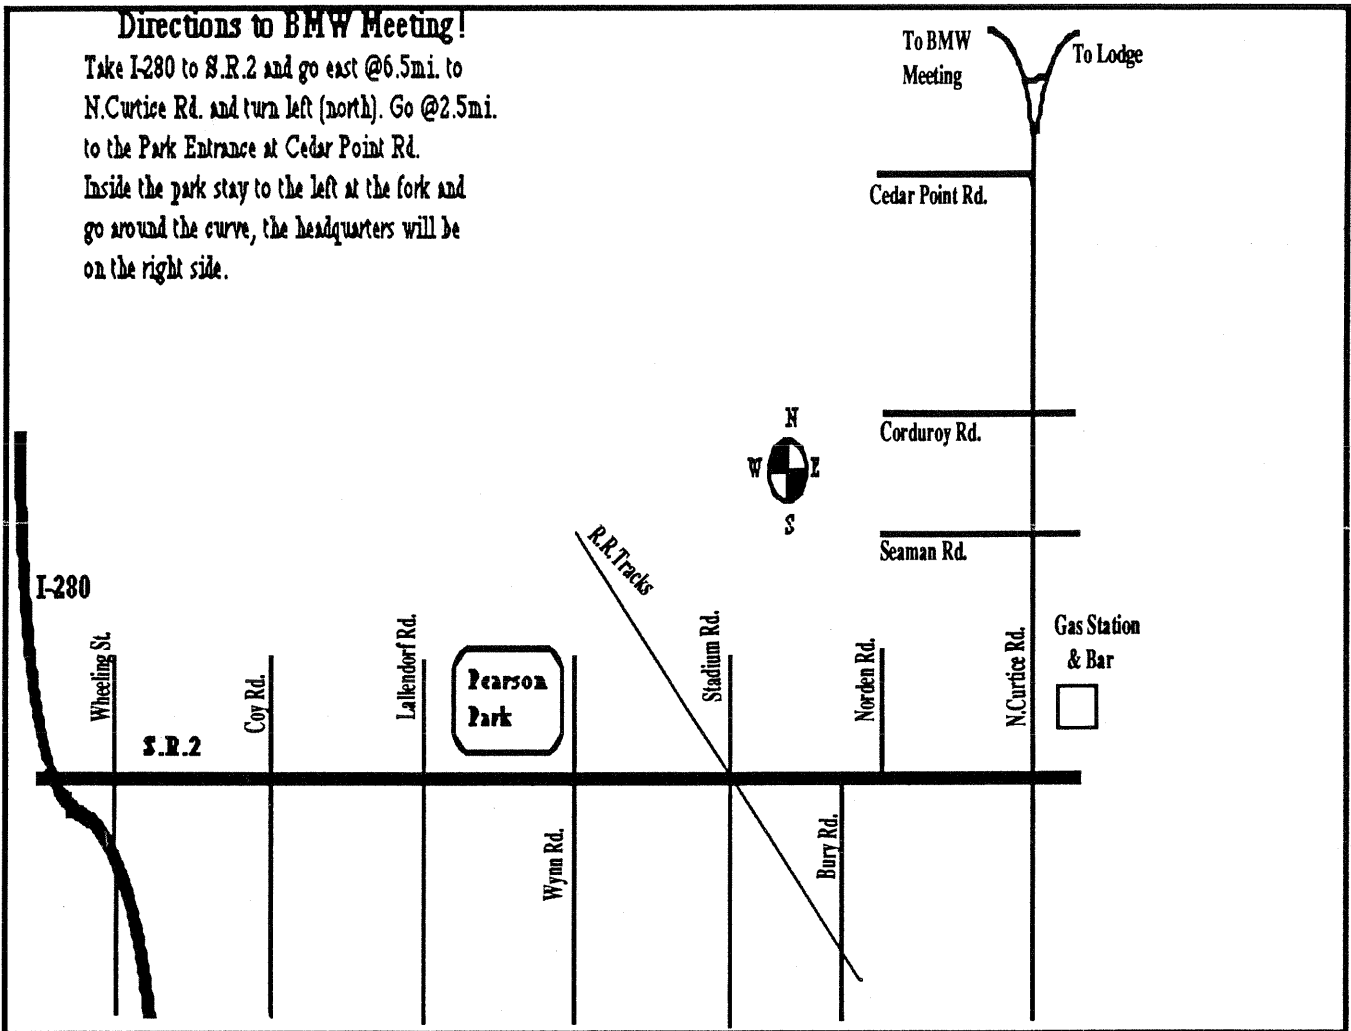 Directions to BMW Meeting!
Take I-280 to S.R.2 and go east @6.5mi. to
N.Curtice Rd. and turn left (north). Go @2.5mi.
to the Park Entrance at Cedar Point Rd.
Inside the park stay to the left at the fork and
go around the curve, the headquarters will be
on the right side.
To BMW
Meeting
To Lodge
Cedar Point Rd.
Corduroy Rd.
Seaman Rd.
N
W E
S
R.R.Tracks
I-280
Wheeling St.
S.R.2
Coy Rd.
Lallendorf Rd.
Pearson
Park
Wynn Rd.
Stadium Rd.
Bury Rd.
Norden Rd.
N.Curtice Rd.
Gas Station
& Bar